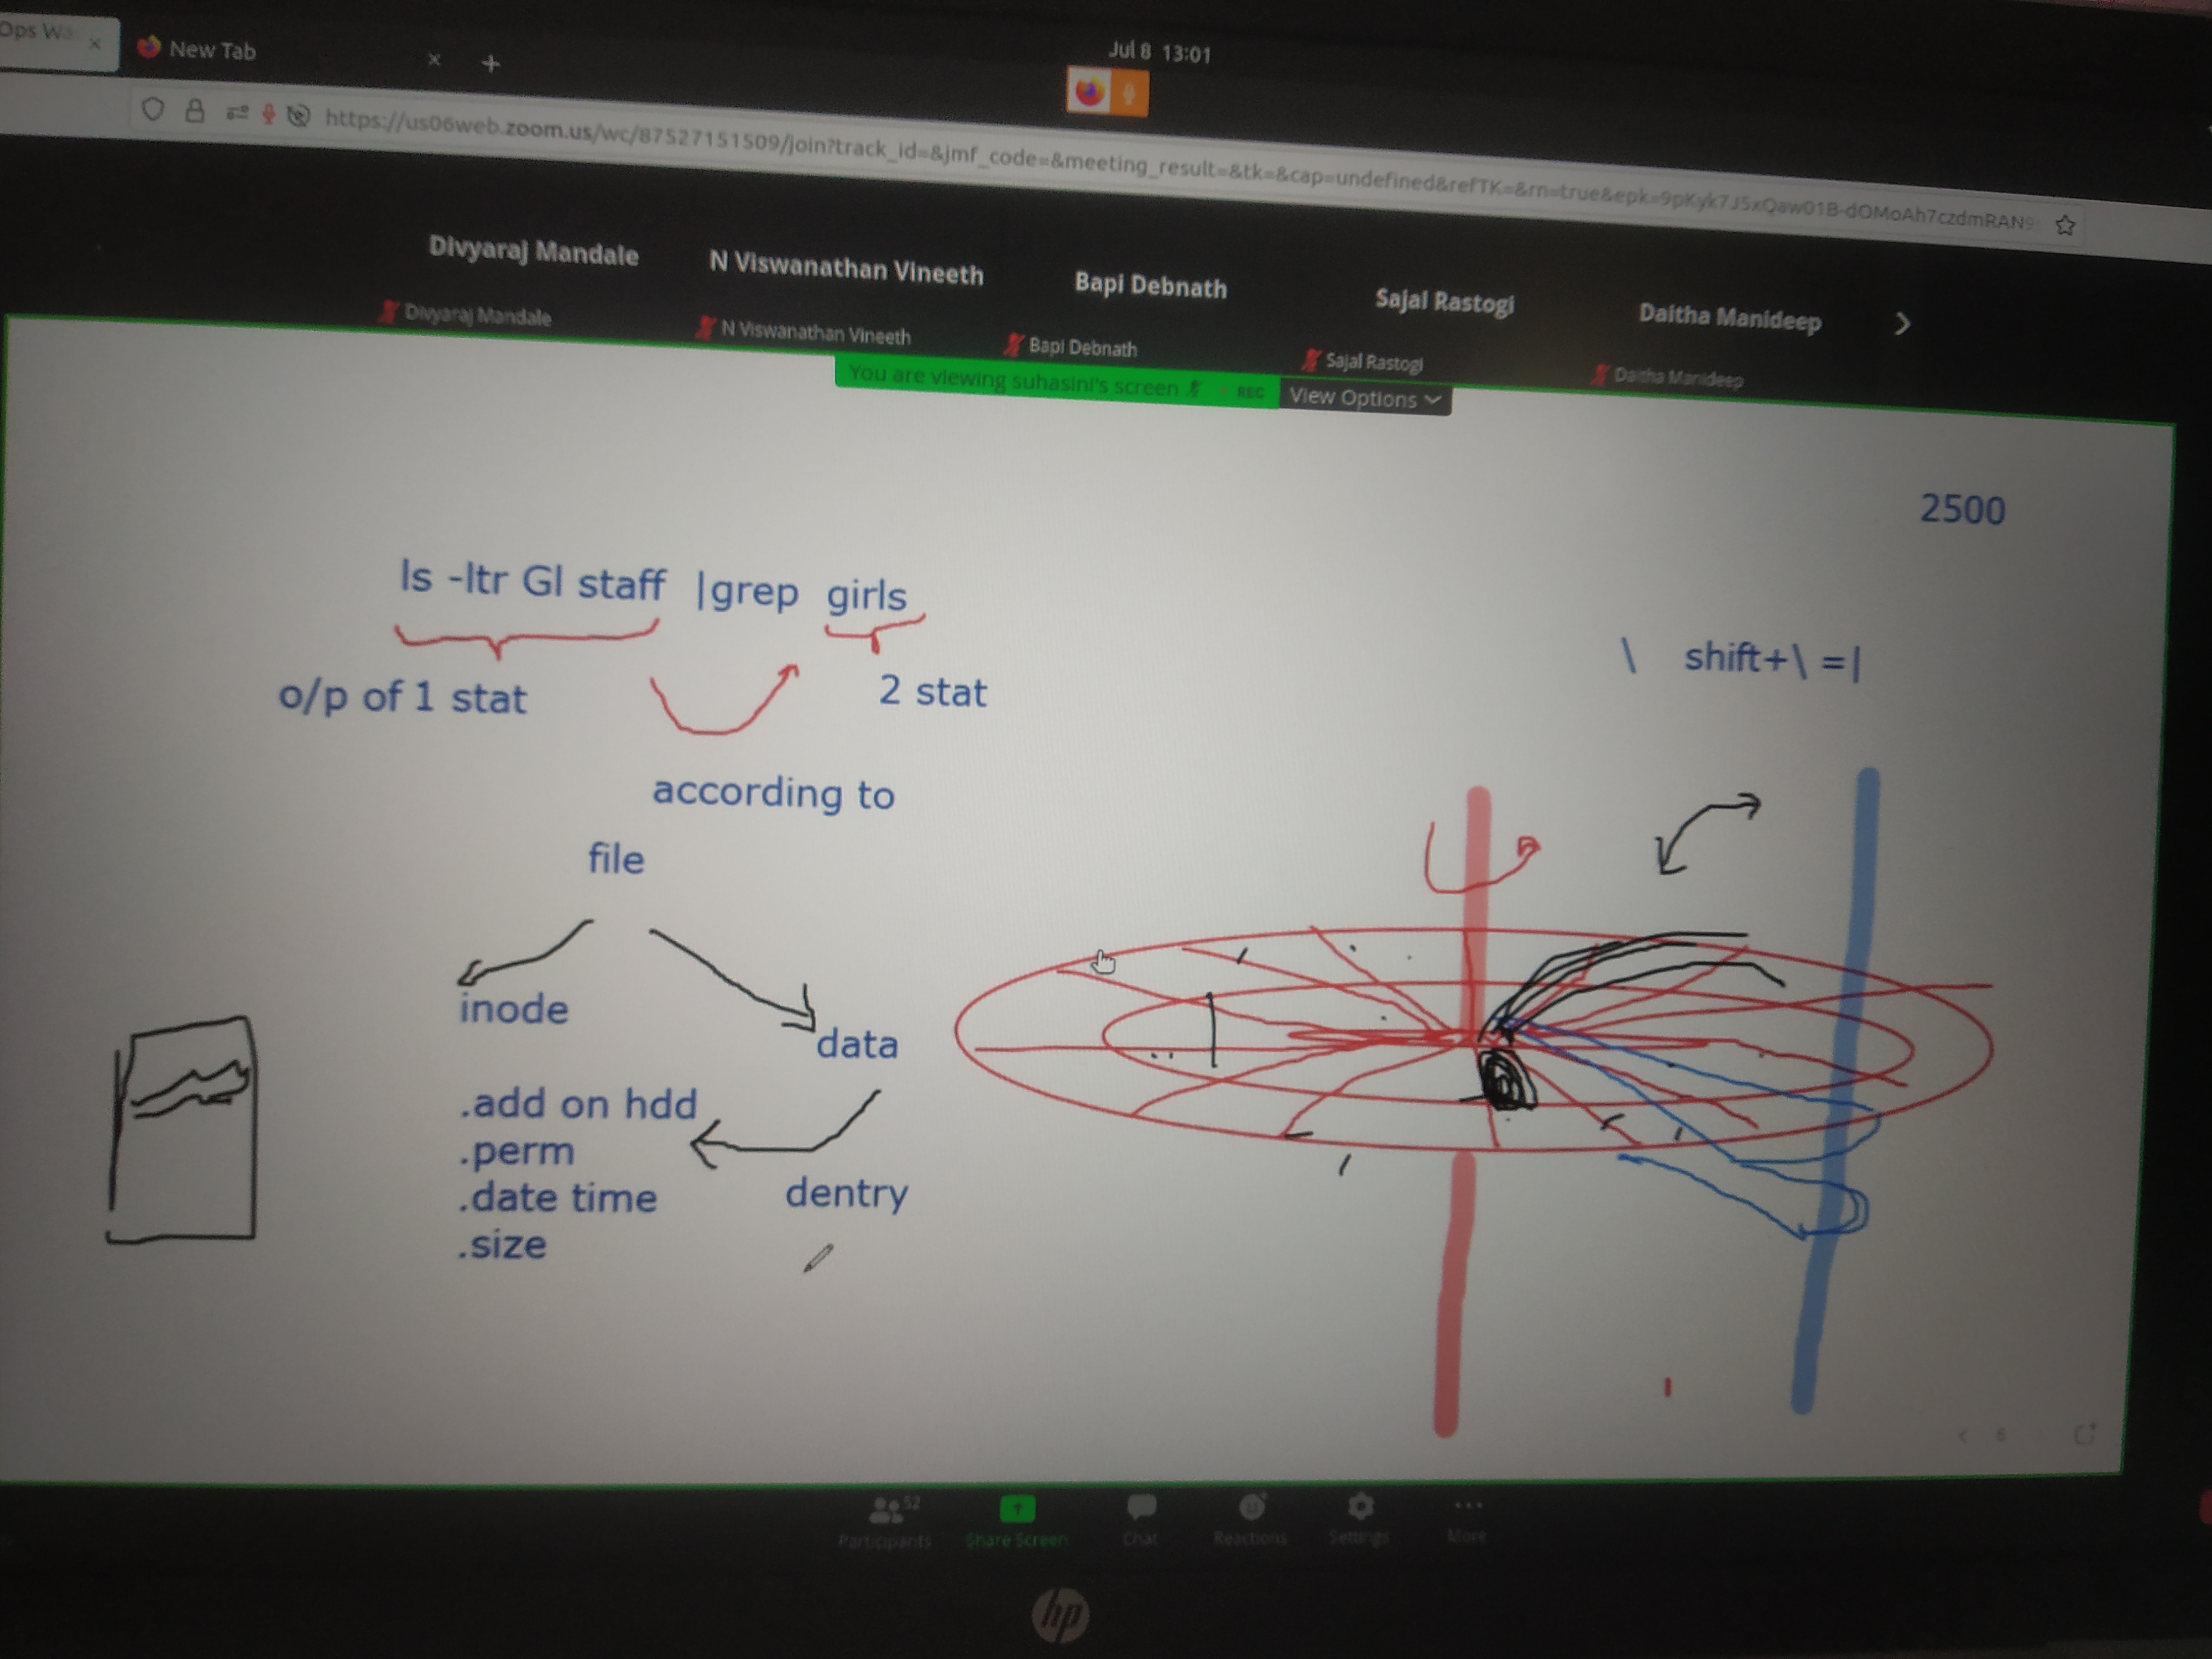 Ops Wa
New Tab
Jul 8 13:01
https://us06web.zoom.us/wc/87527151509/join?track_id=&jmf_code=&meeting_result=&tk=&cap=undefined&refTK=&rn=true&epk=9pKyk7J5xQaw01B-dOMoAh7czdmRAN9
Divyaraj Mandale N Viswanathan Vineeth Bapi Debnath Sajal Rastogi Daitha Manideep
Divyaraj Mandale N Viswanathan Vineeth Bapi Debnath Sajal Rastogi Daitha Manideep
You are viewing suhasini's screen REC View Options
2500
ls -ltr Gl staff |grep girls
\ shift+\ =|
o/p of 1 stat 2 stat
according to
file
inode
data
.add on hdd
.perm
.date time dentry
.size
6
52
Participants Share Screen Chat Reactions Settings More
hp